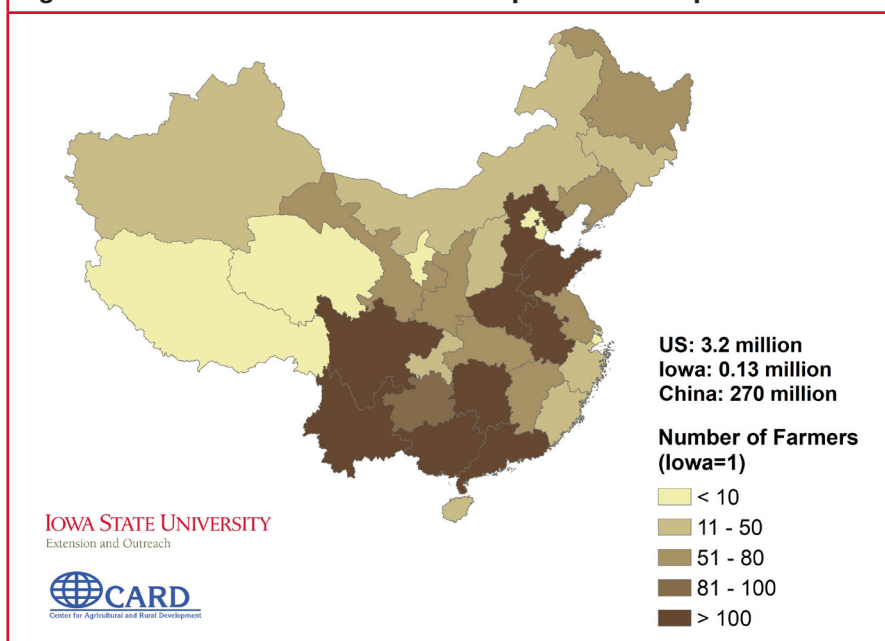 US: 3.2 million
Iowa: 0.13 million
China: 270 million
Number of Farmers
(Iowa=1)
< 10
11 - 50
51 - 80
81 - 100
> 100
IOWA STATE UNIVERSITY
Extension and Outreach
CARD
Center for Agricultural and Rural Development